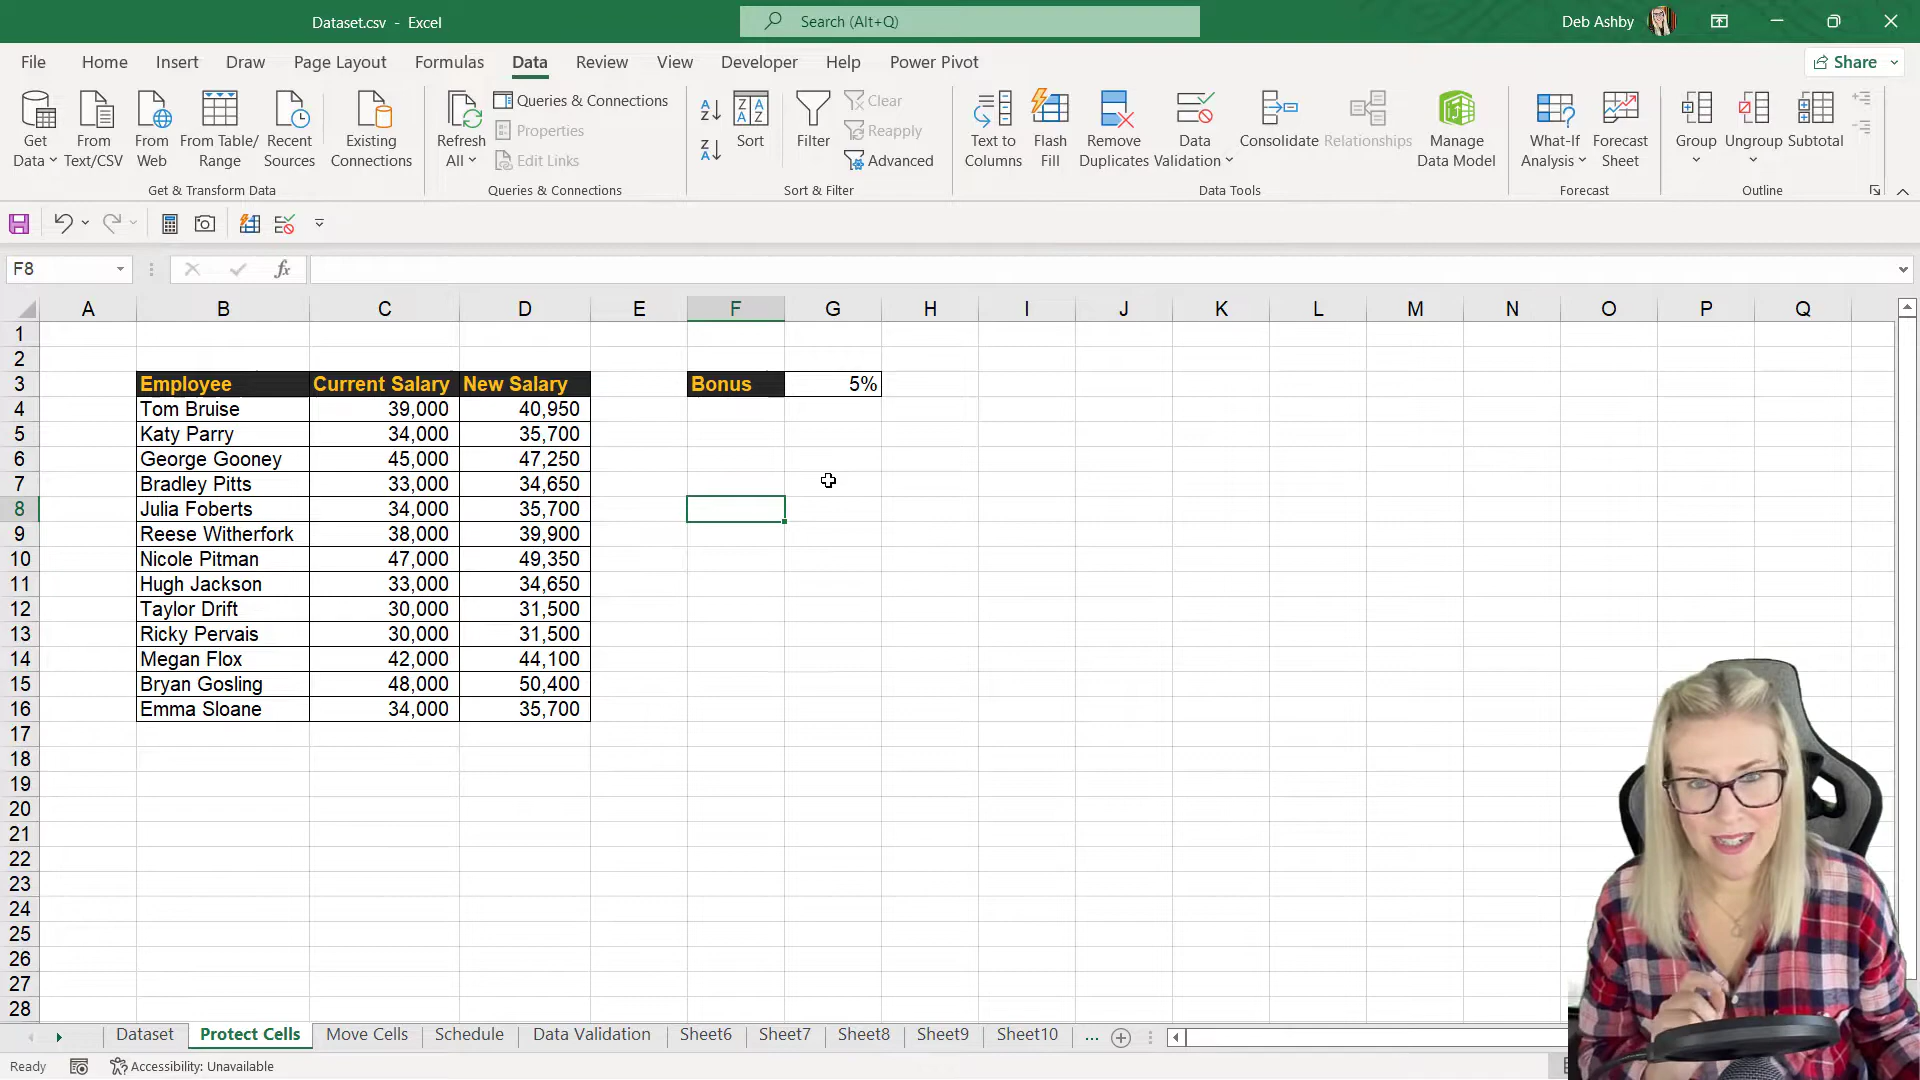 Dataset.csv - Excel
Search (Alt+Q)
Deb Ashby
File Home Insert Draw Page Layout Formulas Data Review View Developer Help Power Pivot Share
Get Data
From Text/CSV
From Web
From Table/ Range
Recent Sources
Existing Connections
Get & Transform Data
Refresh All
Queries & Connections
Properties
Edit Links
Queries & Connections
Sort
Filter
Clear
Reapply
Advanced
Sort & Filter
Text to Columns
Flash Fill
Remove Duplicates
Data Validation
Consolidate
Relationships
Manage Data Model
Data Tools
What-If Analysis
Forecast Sheet
Forecast
Group
Ungroup
Subtotal
Outline
F8 fx
A B C D E F G H I J K L M N O P Q
1
2
3 Employee Current Salary New Salary Bonus 5%
4 Tom Bruise 39,000 40,950
5 Katy Parry 34,000 35,700
6 George Gooney 45,000 47,250
7 Bradley Pitts 33,000 34,650
8 Julia Foberts 34,000 35,700
9 Reese Witherfork 38,000 39,900
10 Nicole Pitman 47,000 49,350
11 Hugh Jackson 33,000 34,650
12 Taylor Drift 30,000 31,500
13 Ricky Pervais 30,000 31,500
14 Megan Flox 42,000 44,100
15 Bryan Gosling 48,000 50,400
16 Emma Sloane 34,000 35,700
17
18
19
20
21
22
23
24
25
26
27
28
Dataset Protect Cells Move Cells Schedule Data Validation Sheet6 Sheet7 Sheet8 Sheet9 Sheet10 ...
Ready Accessibility: Unavailable